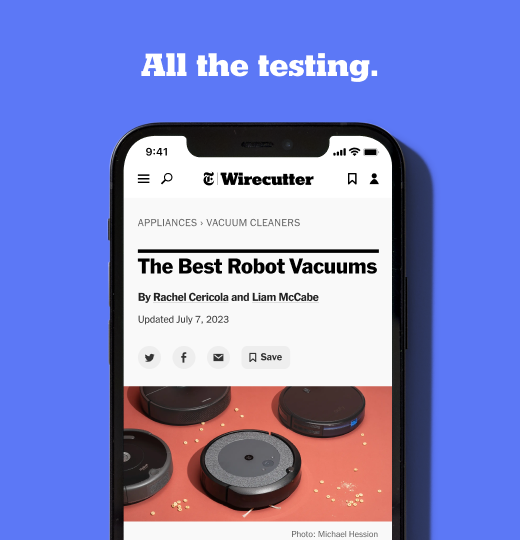 All the testing.
9:41
T Wirecutter
APPLIANCES › VACUUM CLEANERS
The Best Robot Vacuums
By Rachel Cericola and Liam McCabe
Updated July 7, 2023
Save
Photo: Michael Hession